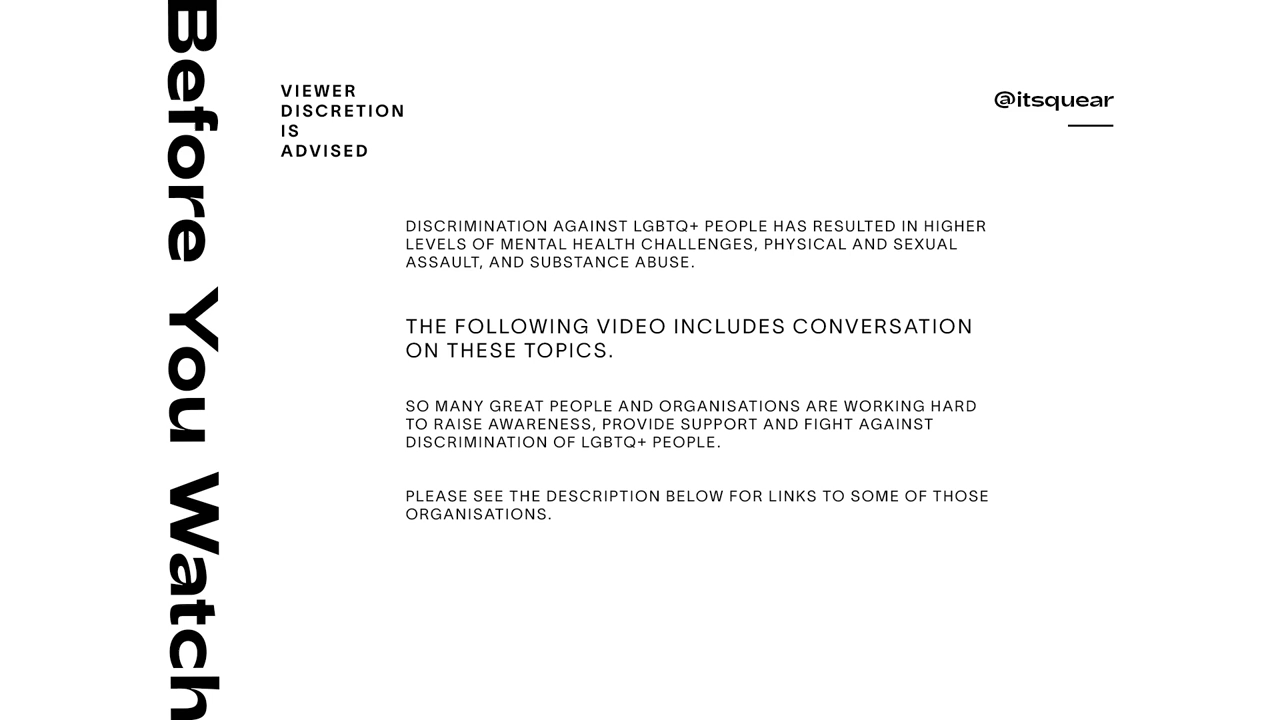 Before You Watch
VIEWER
DISCRETION
IS
ADVISED
@itsquear
DISCRIMINATION AGAINST LGBTQ+ PEOPLE HAS RESULTED IN HIGHER
LEVELS OF MENTAL HEALTH CHALLENGES, PHYSICAL AND SEXUAL
ASSAULT, AND SUBSTANCE ABUSE.
THE FOLLOWING VIDEO INCLUDES CONVERSATION
ON THESE TOPICS.
SO MANY GREAT PEOPLE AND ORGANISATIONS ARE WORKING HARD
TO RAISE AWARENESS, PROVIDE SUPPORT AND FIGHT AGAINST
DISCRIMINATION OF LGBTQ+ PEOPLE.
PLEASE SEE THE DESCRIPTION BELOW FOR LINKS TO SOME OF THOSE
ORGANISATIONS.